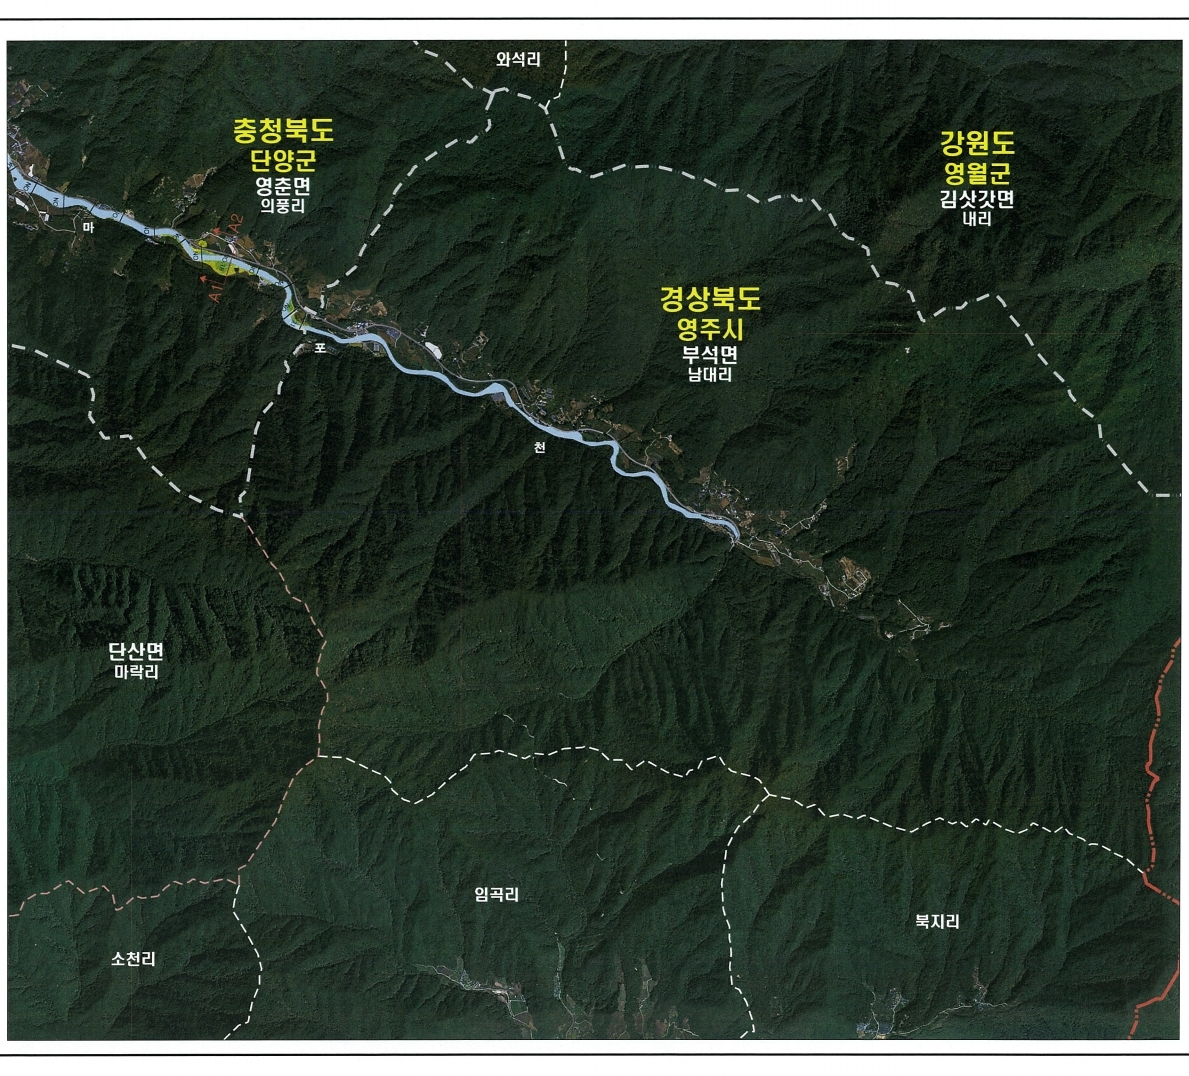 와석리
충청북도
단양군
영춘면
의풍리
강원도
영월군
김삿갓면
내리
마
A2
A1
경상북도
영주시
부석면
남대리
포
천
단산면
마락리
임곡리
북지리
소천리